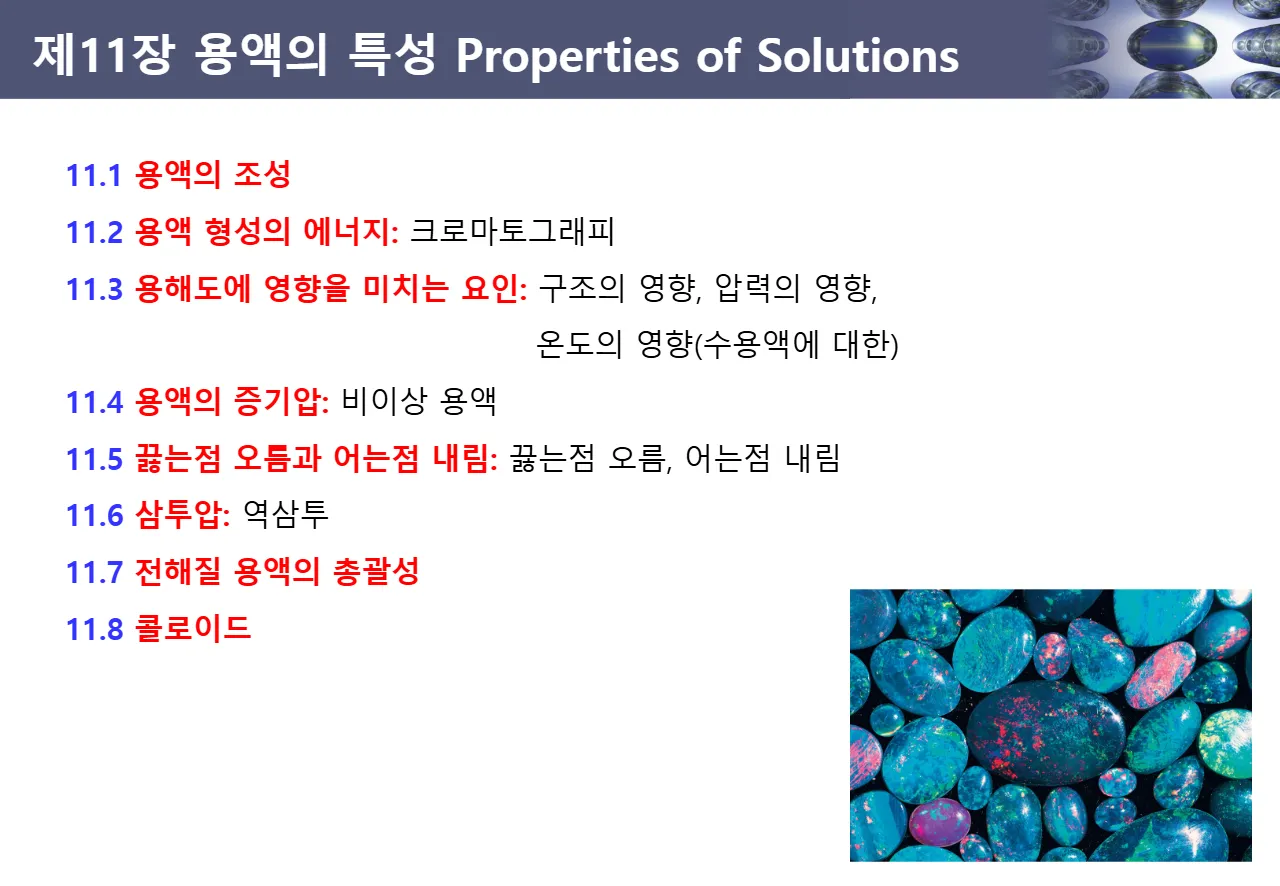 제11장 용액의 특성 Properties of Solutions
11.1 용액의 조성
11.2 용액 형성의 에너지: 크로마토그래피
11.3 용해도에 영향을 미치는 요인: 구조의 영향, 압력의 영향,
온도의 영향(수용액에 대한)
11.4 용액의 증기압: 비이상 용액
11.5 끓는점 오름과 어는점 내림: 끓는점 오름, 어는점 내림
11.6 삼투압: 역삼투
11.7 전해질 용액의 총괄성
11.8 콜로이드